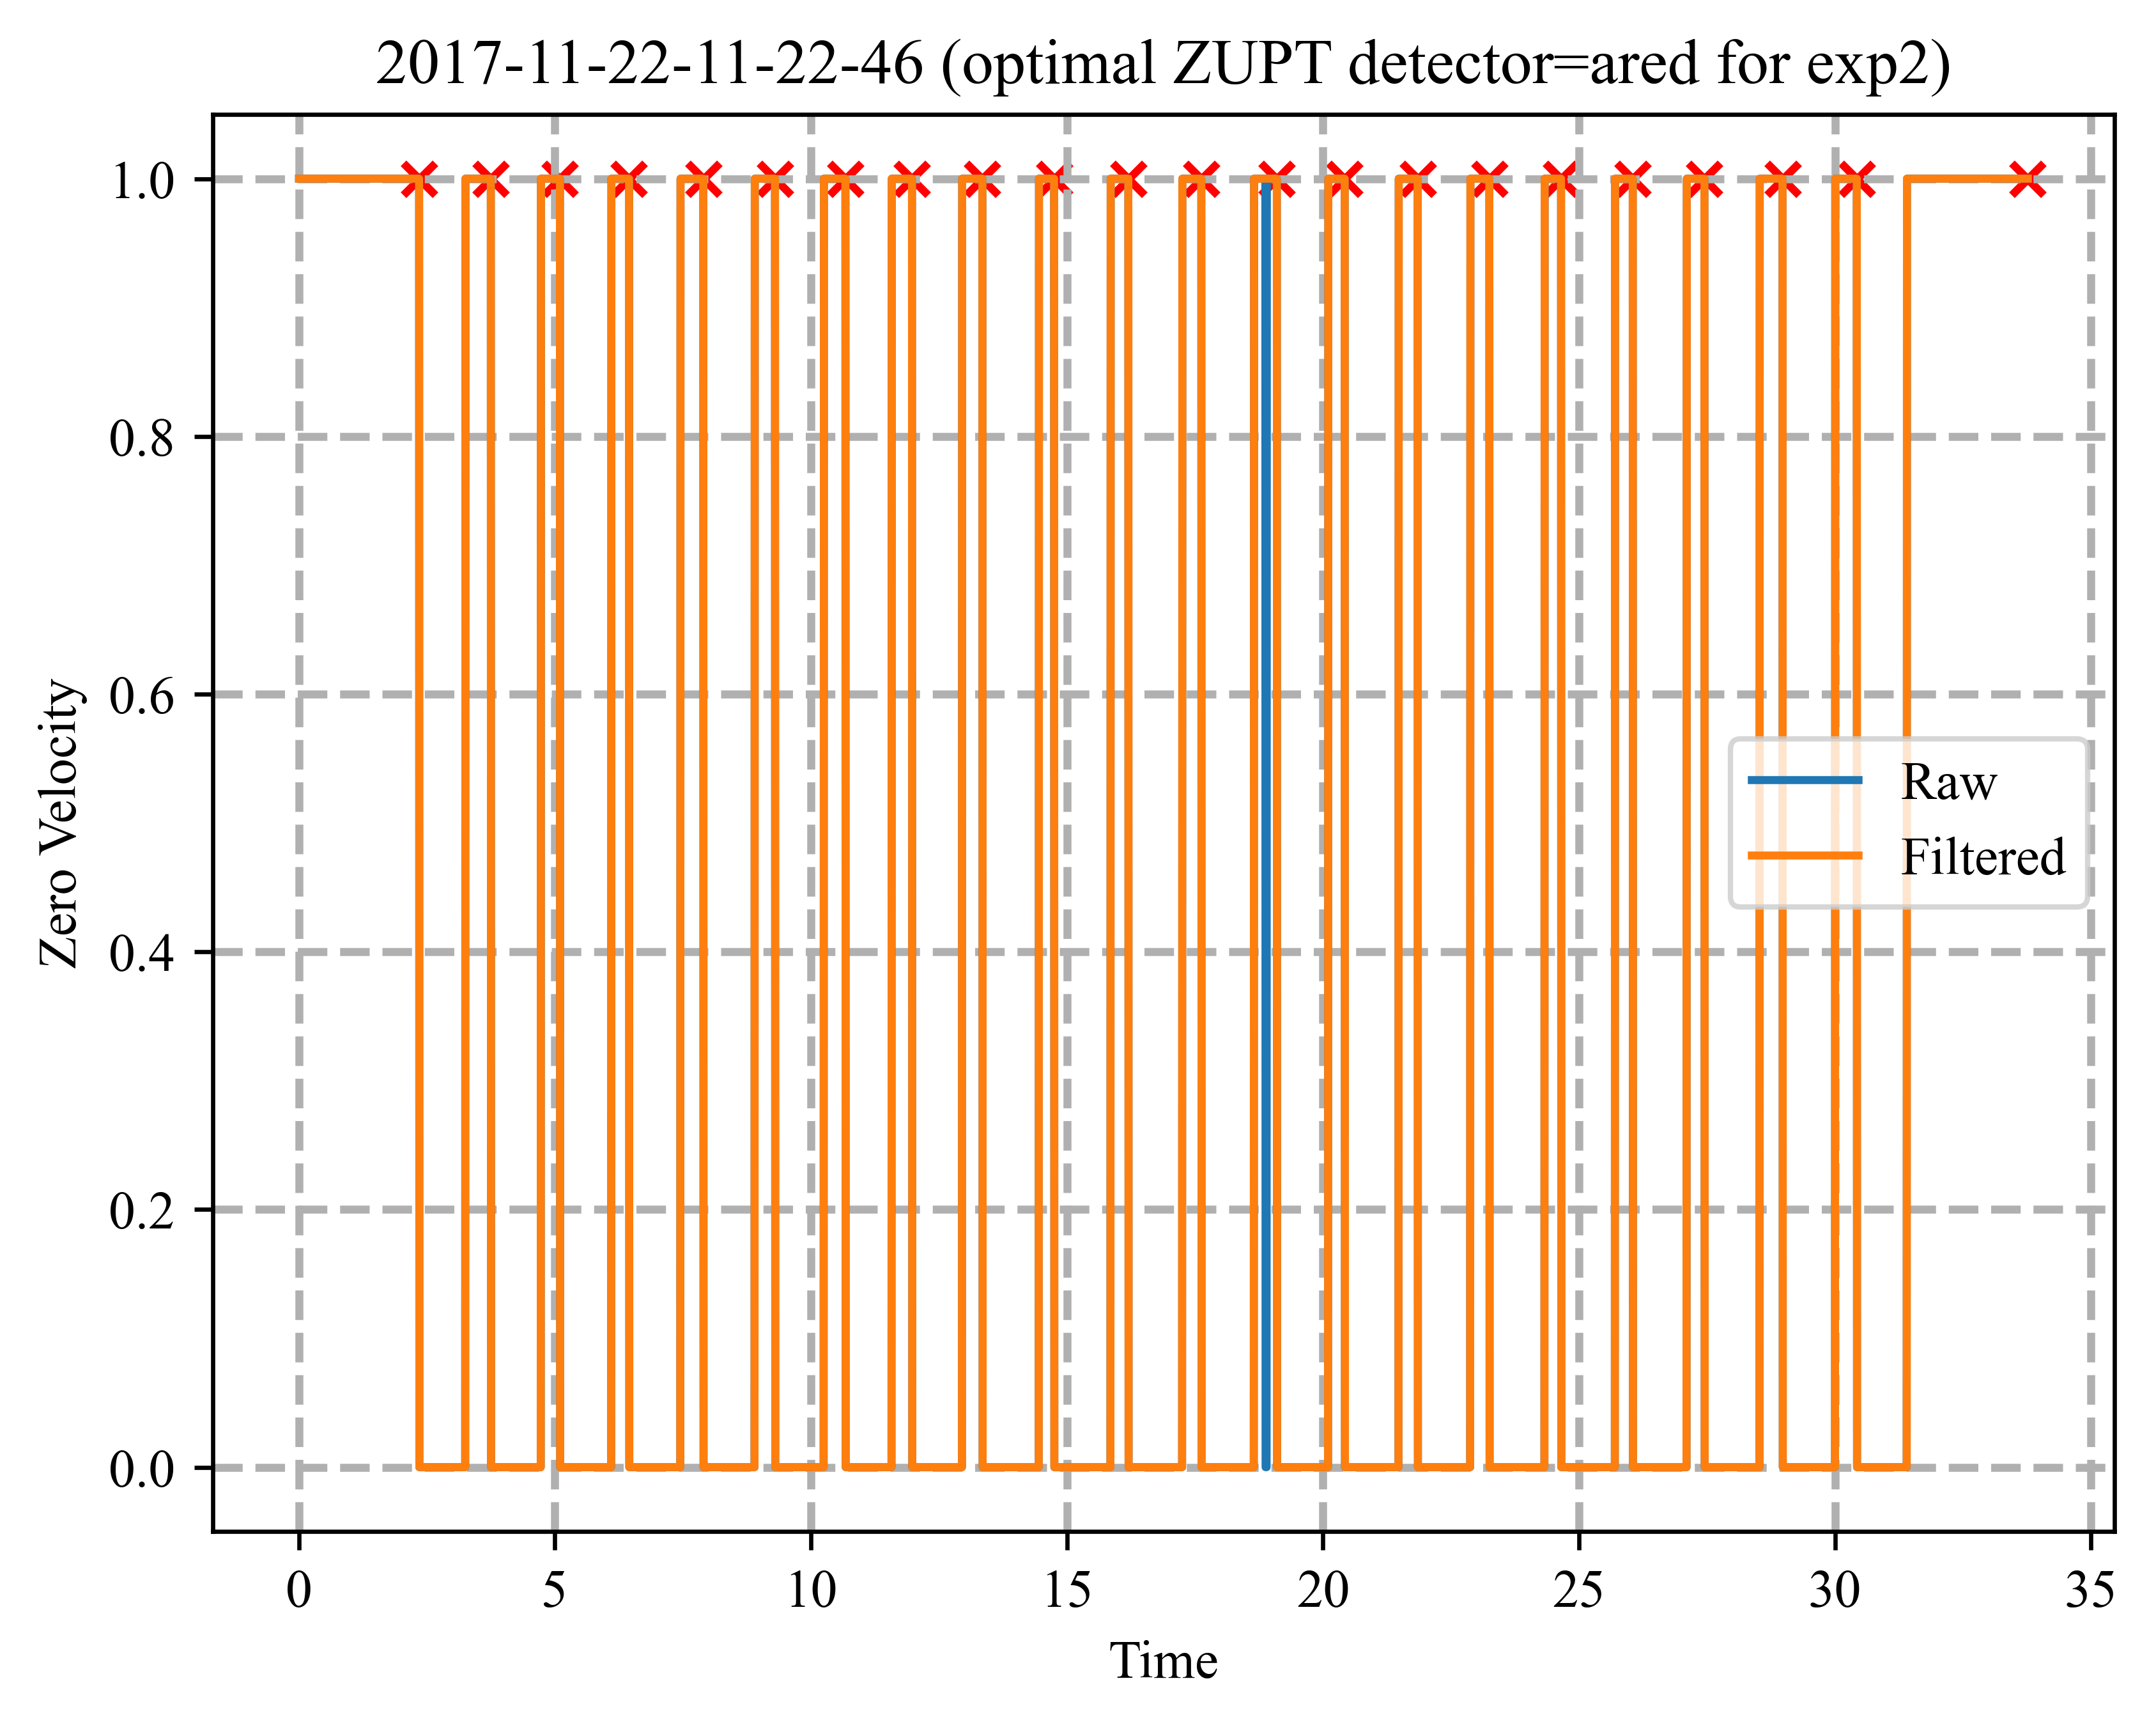 2017-11-22-11-22-46 (optimal ZUPT detector=ared for exp2)
1.0
0.8
0.6
0.4
0.2
0.0
Zero Velocity
Raw
Filtered
0 5 10 15 20 25 30 35
Time